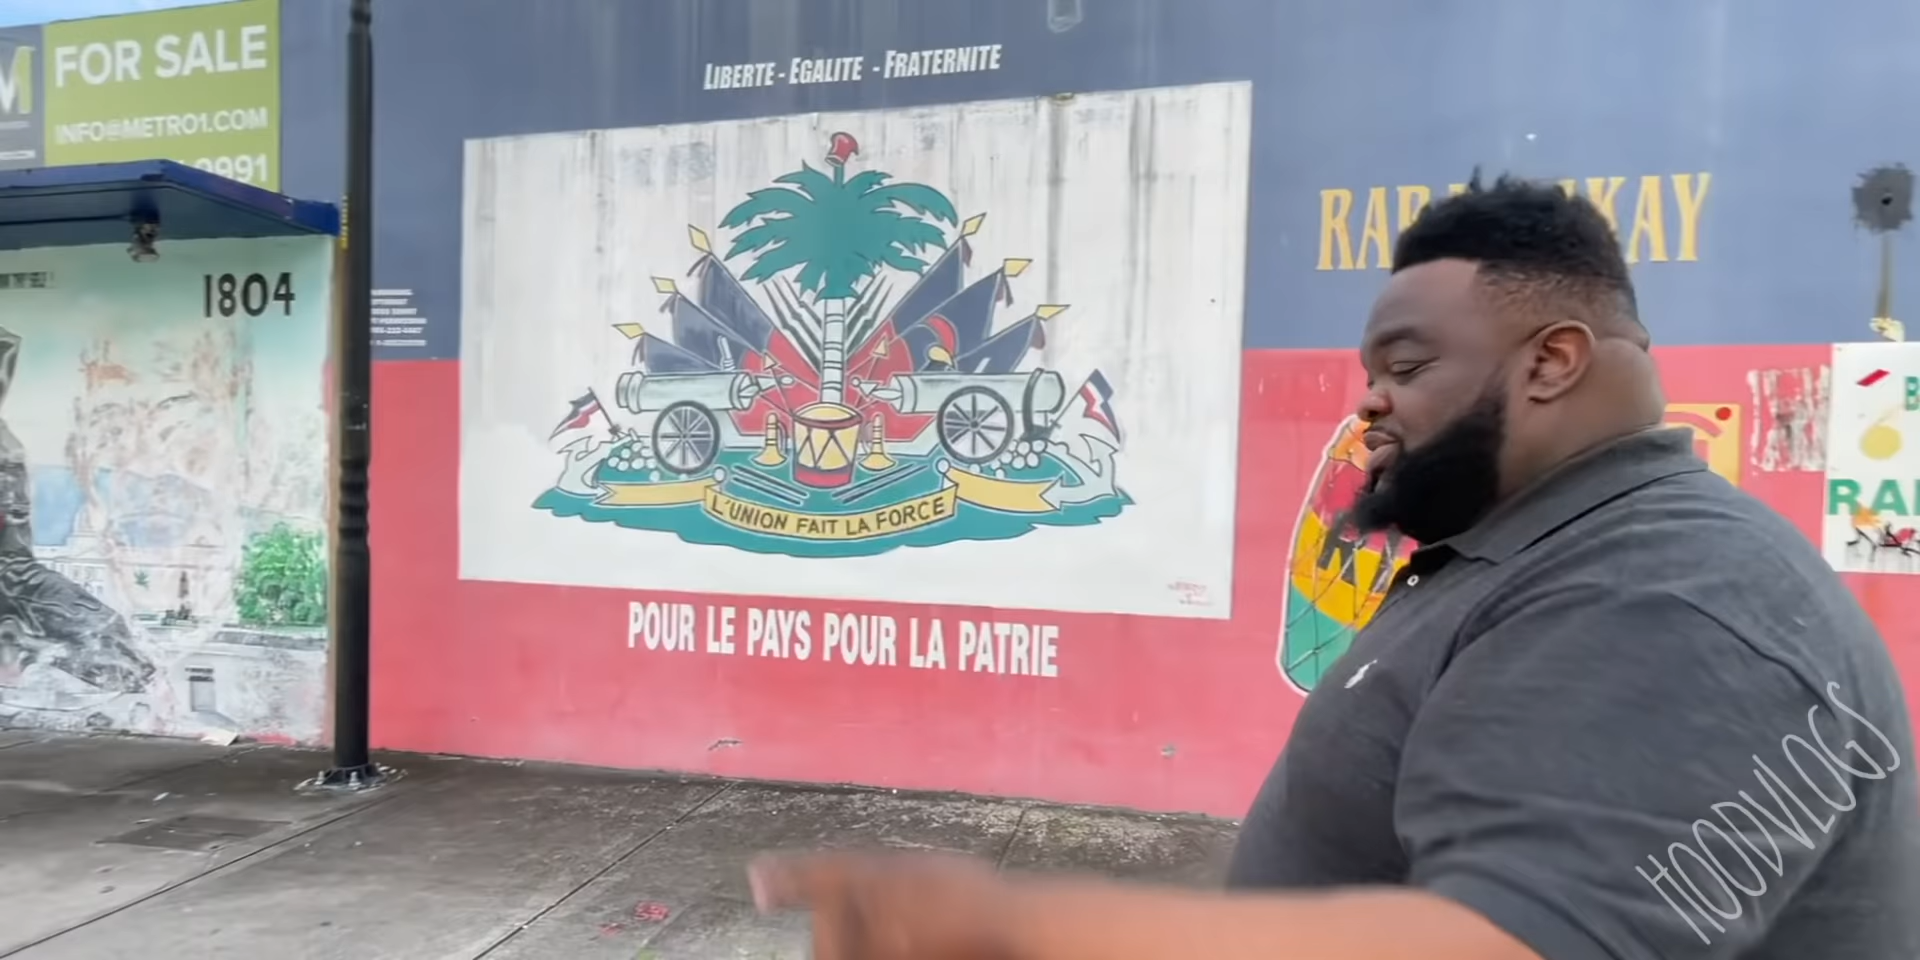 FOR SALE
INFO@METRO1.COM
9991
1804
LIBERTE - EGALITE - FRATERNITE
L'UNION FAIT LA FORCE
POUR LE PAYS POUR LA PATRIE
HOODVLOGS